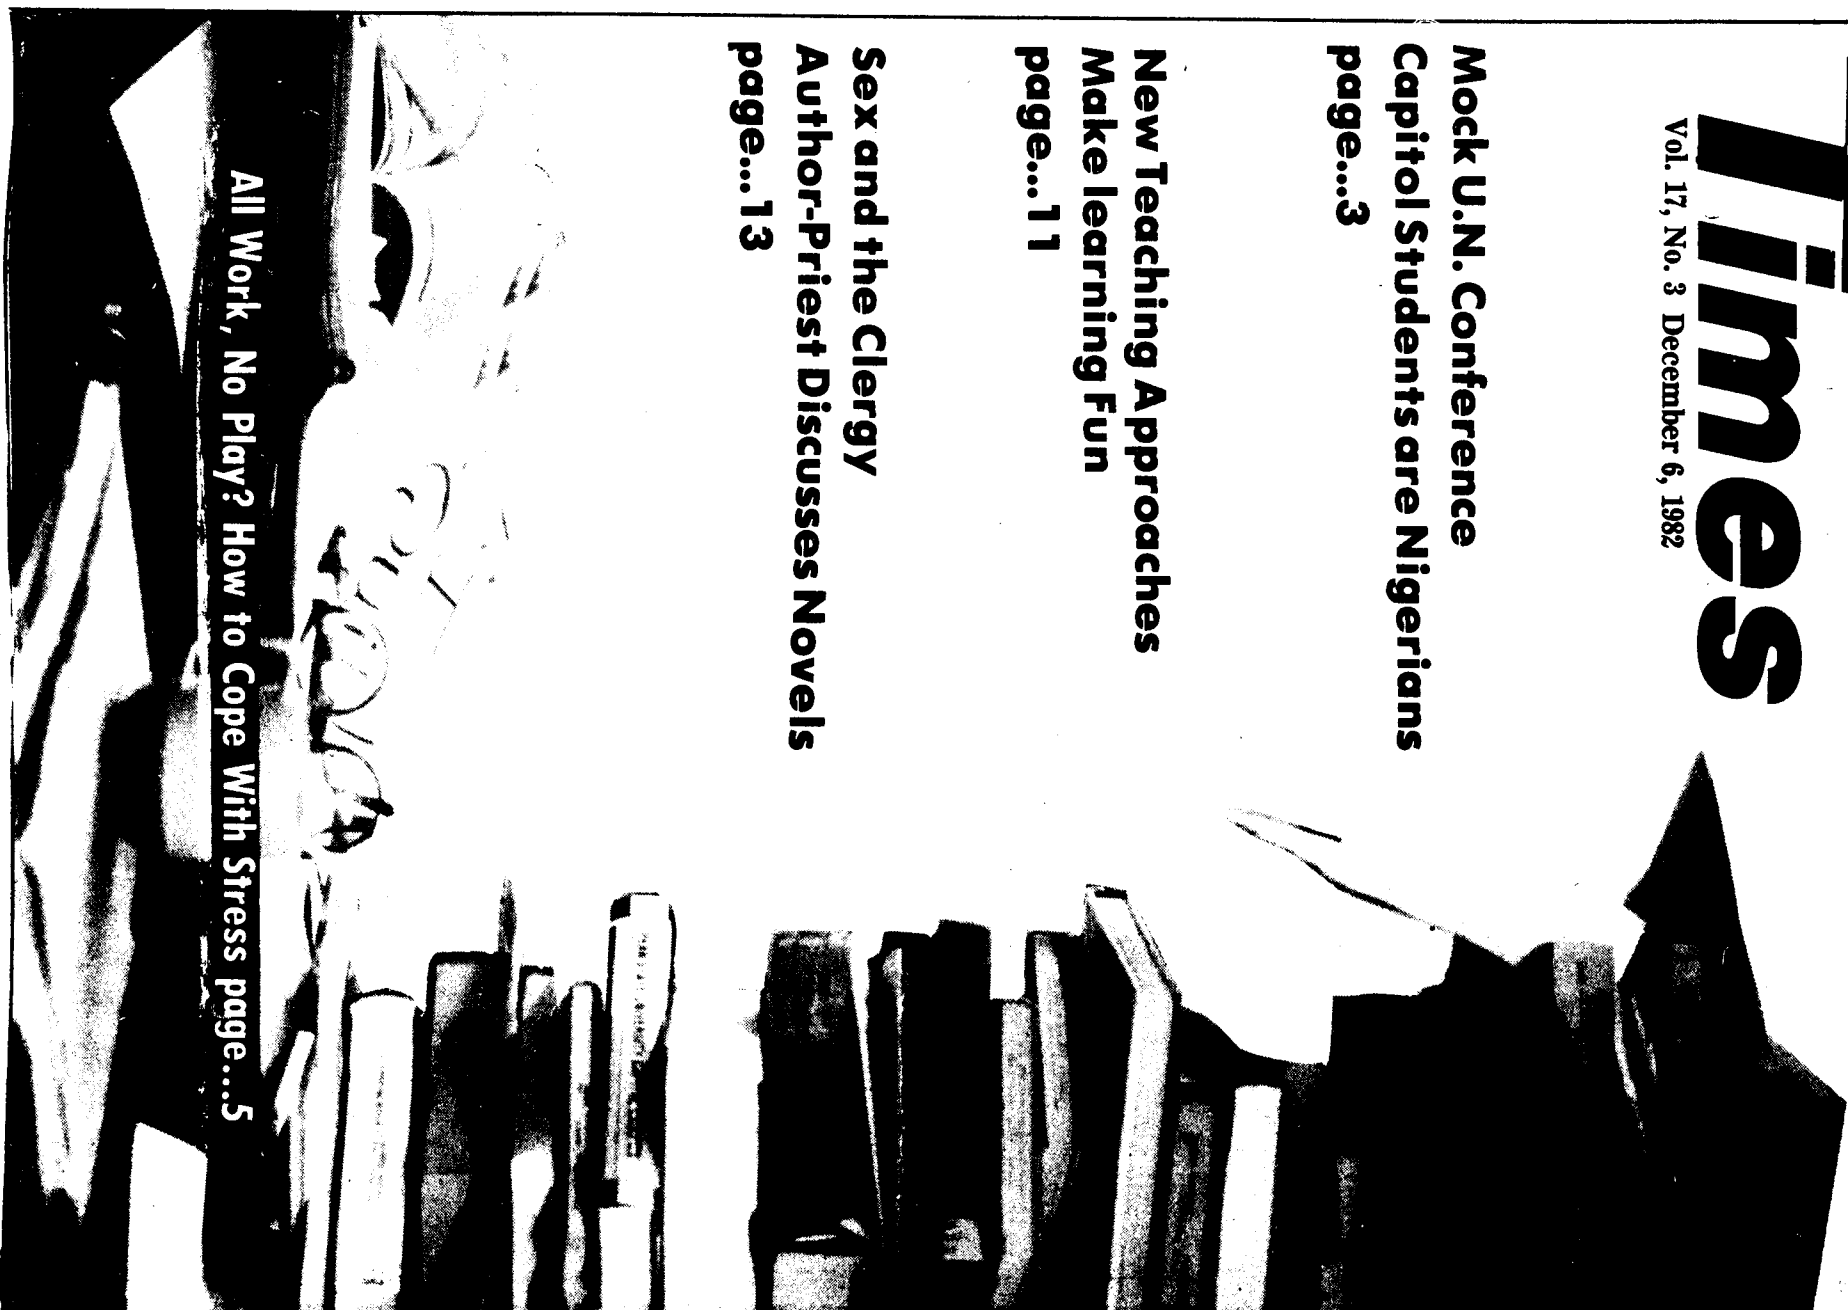 Times
Vol. 17, No. 3 December 6, 1982
Mock U.N. Conference
Capitol Students are Nigerians
page...3
New Teaching Approaches
Make learning Fun
page...11
Sex and the Clergy
Author-Priest Discusses Novels
page...13
All Work, No Play? How to Cope With Stress page...5